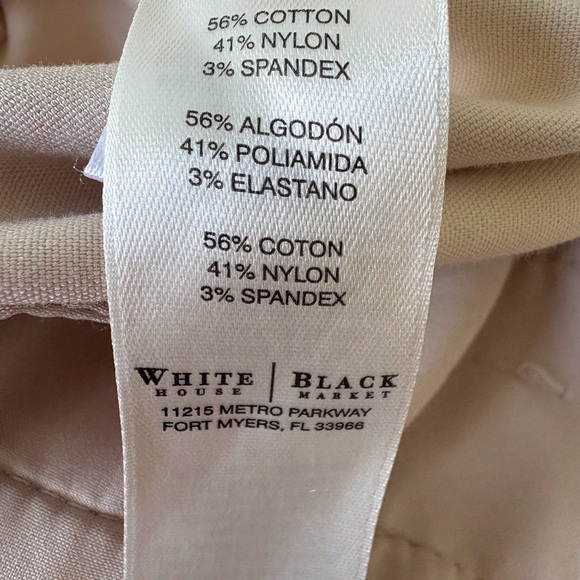 56% COTTON
41% NYLON
3% SPANDEX
56% ALGODÓN
41% POLIAMIDA
3% ELASTANO
56% COTON
41% NYLON
3% SPANDEX
WHITE | BLACK
HOUSE MARKET
11215 METRO PARKWAY
FORT MYERS, FL 33966